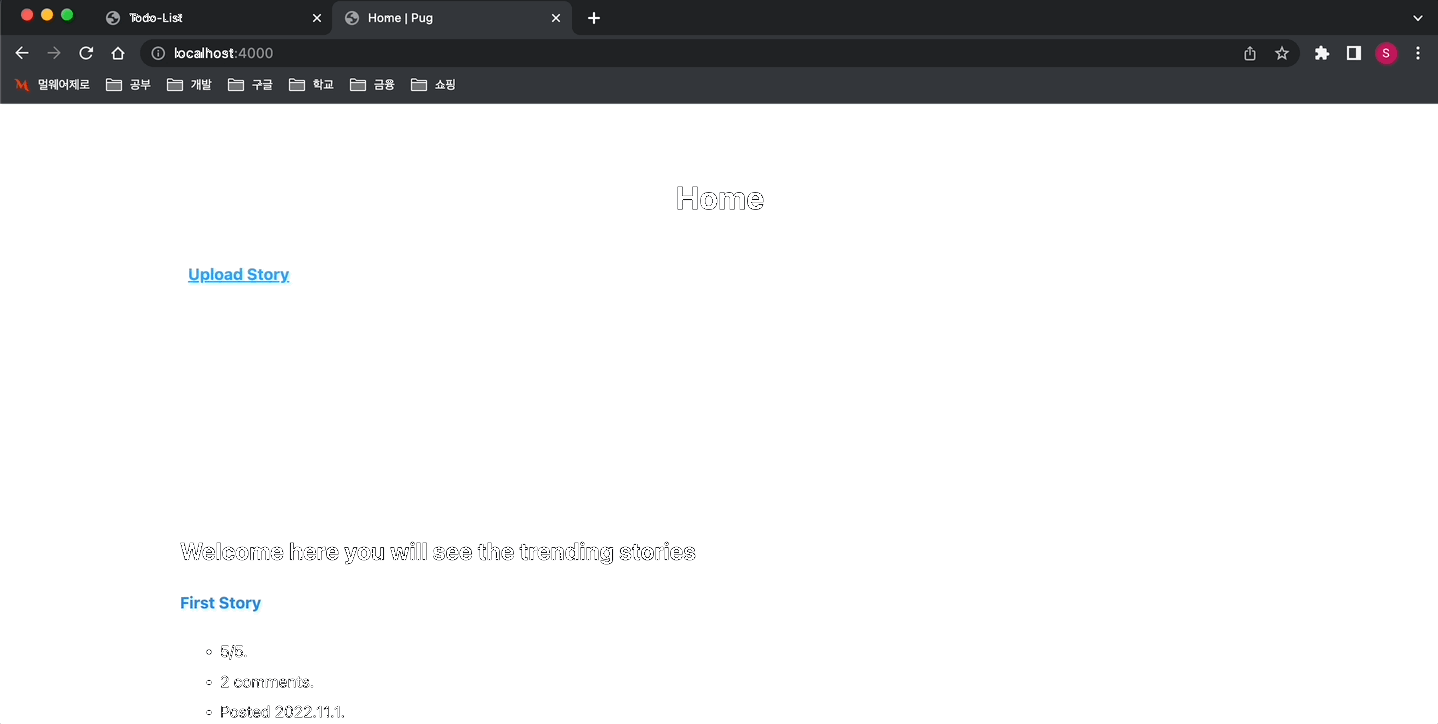 Todo-List
Home | Pug
localhost:4000
S
멀웨어제로 공부 개발 구글 학교 금융 쇼핑
Home
Upload Story
Welcome here you will see the trending stories
First Story
5/5.
2 comments.
Posted 2022.11.1.